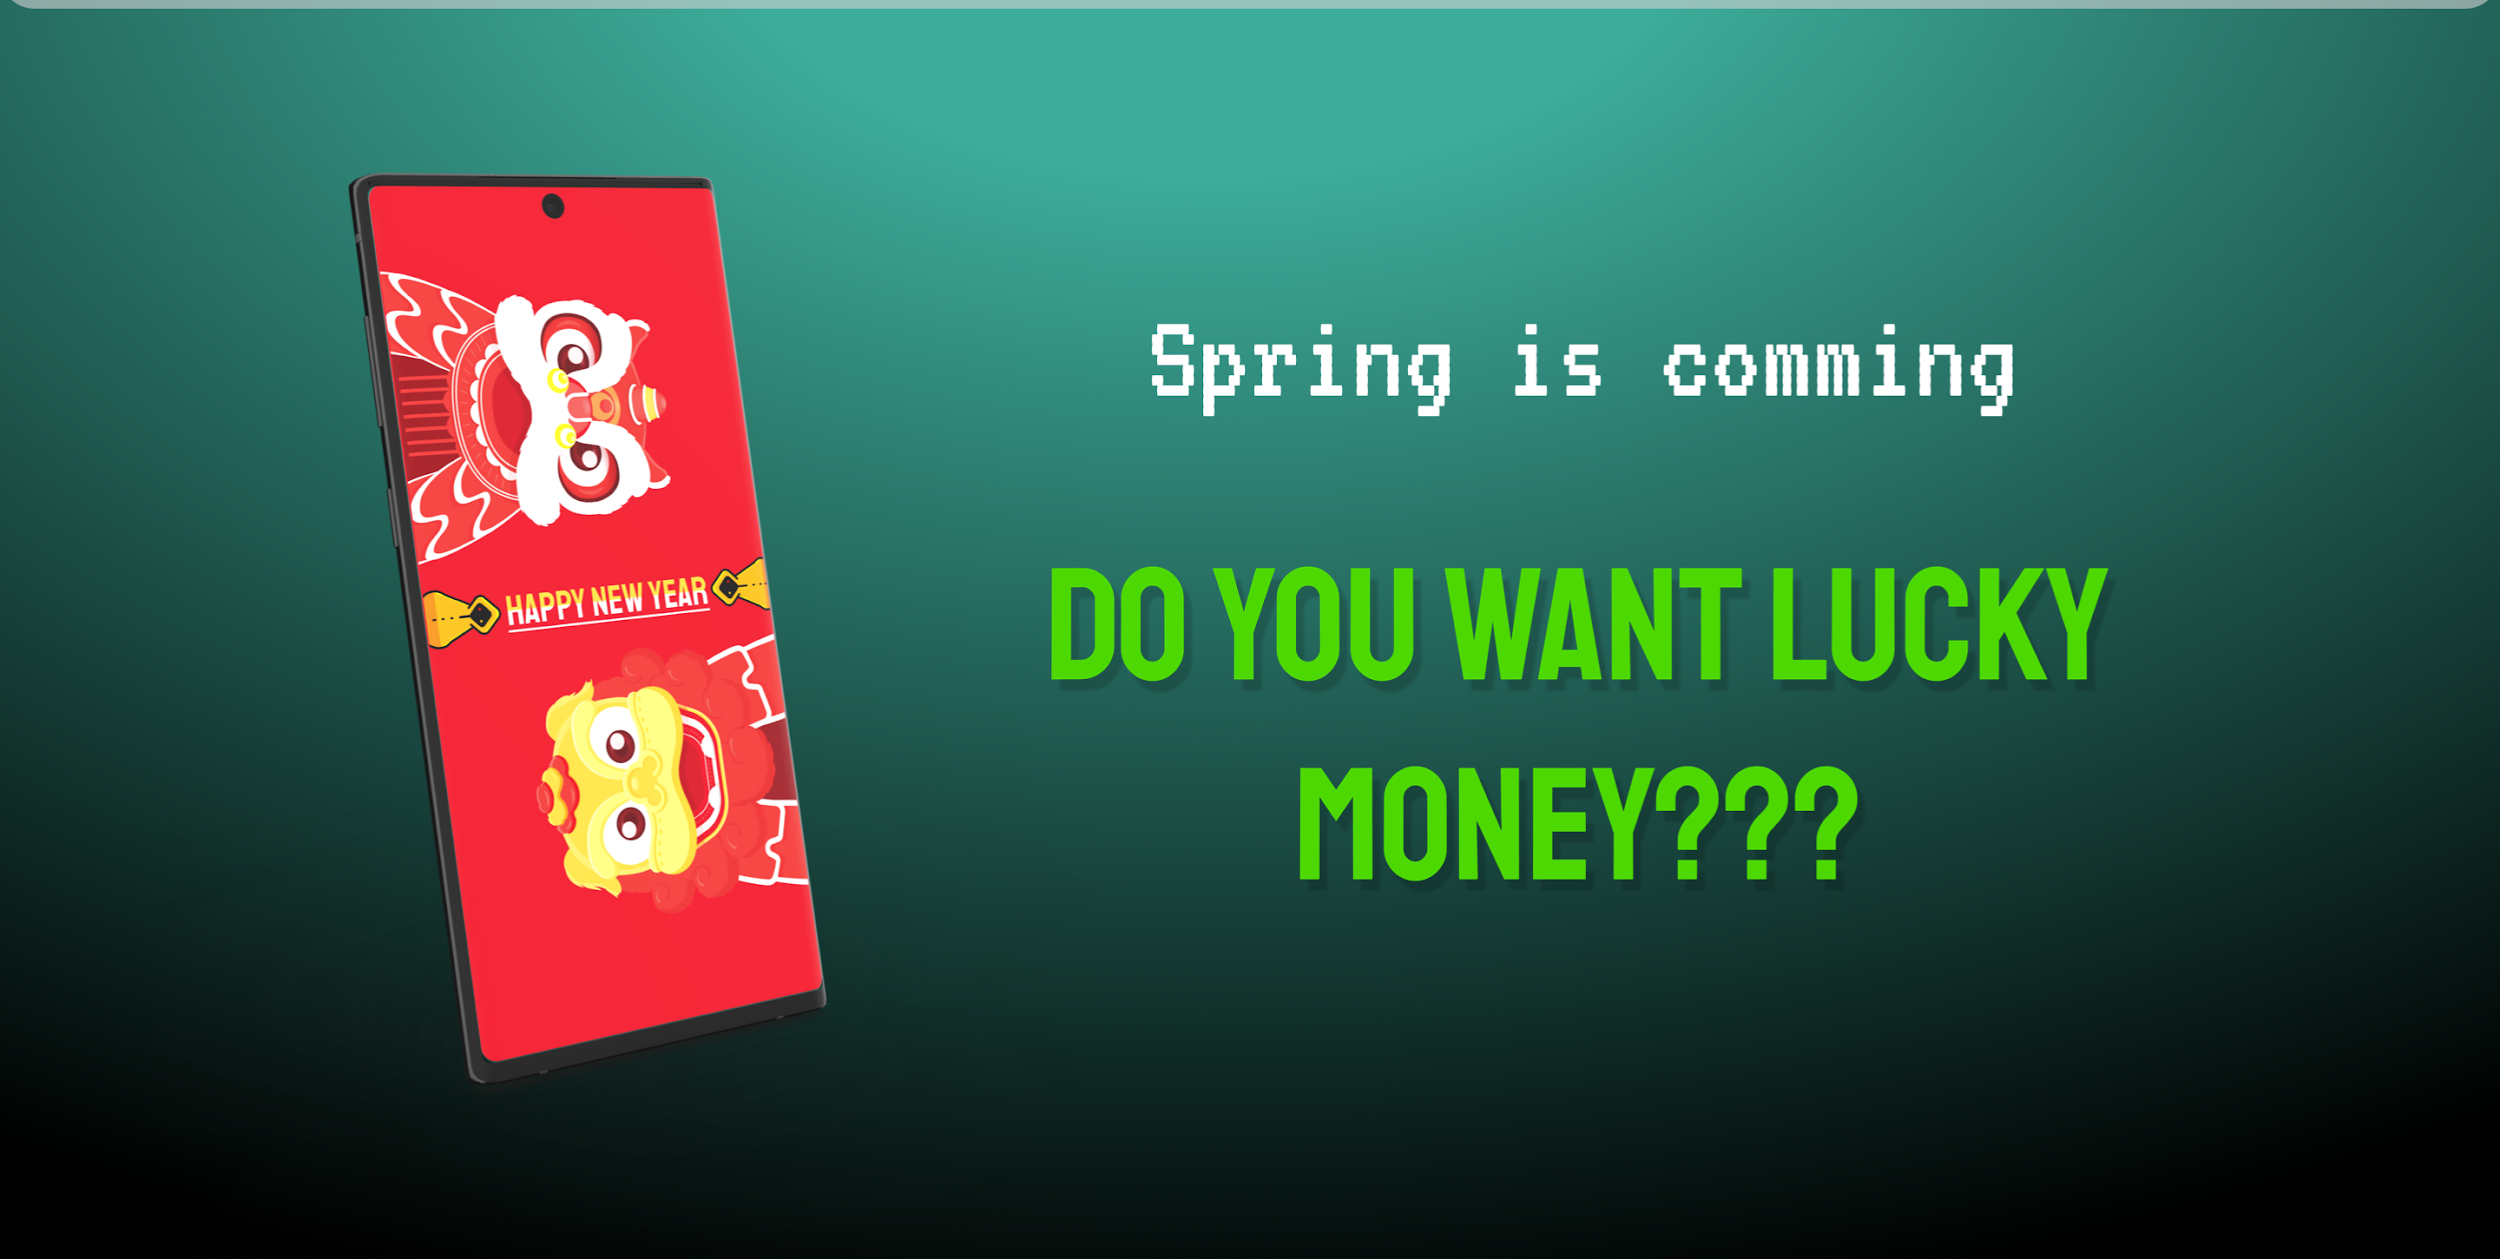 Spring is comming
DO YOU WANT LUCKY
MONEY???
HAPPY NEW YEAR